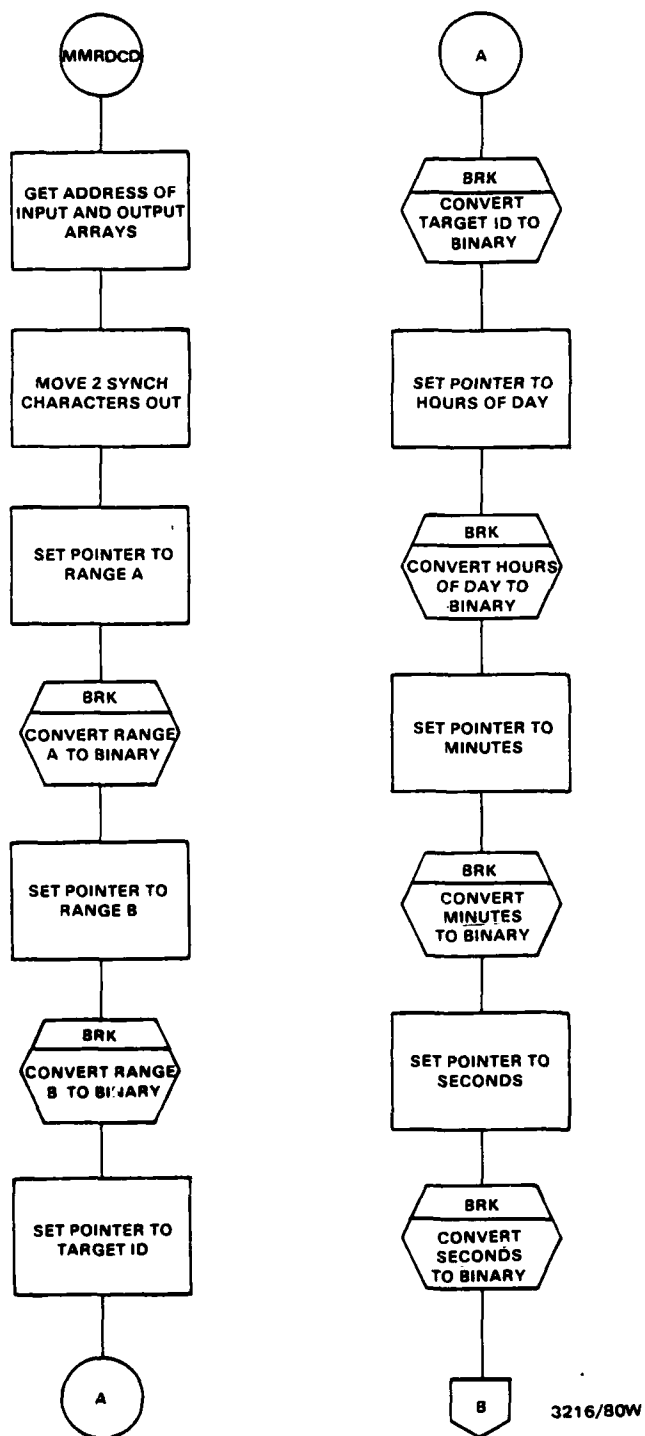 MMRDCD
GET ADDRESS OF
INPUT AND OUTPUT
ARRAYS
MOVE 2 SYNCH
CHARACTERS OUT
SET POINTER TO
RANGE A
BRK
CONVERT RANGE
A TO BINARY
SET POINTER TO
RANGE B
BRK
CONVERT RANGE
B TO BINARY
SET POINTER TO
TARGET ID
A
A
BRK
CONVERT
TARGET ID TO
BINARY
SET POINTER TO
HOURS OF DAY
BRK
CONVERT HOURS
OF DAY TO
BINARY
SET POINTER TO
MINUTES
BRK
CONVERT
MINUTES
TO BINARY
SET POINTER TO
SECONDS
BRK
CONVERT
SECONDS
TO BINARY
B
3216/80W